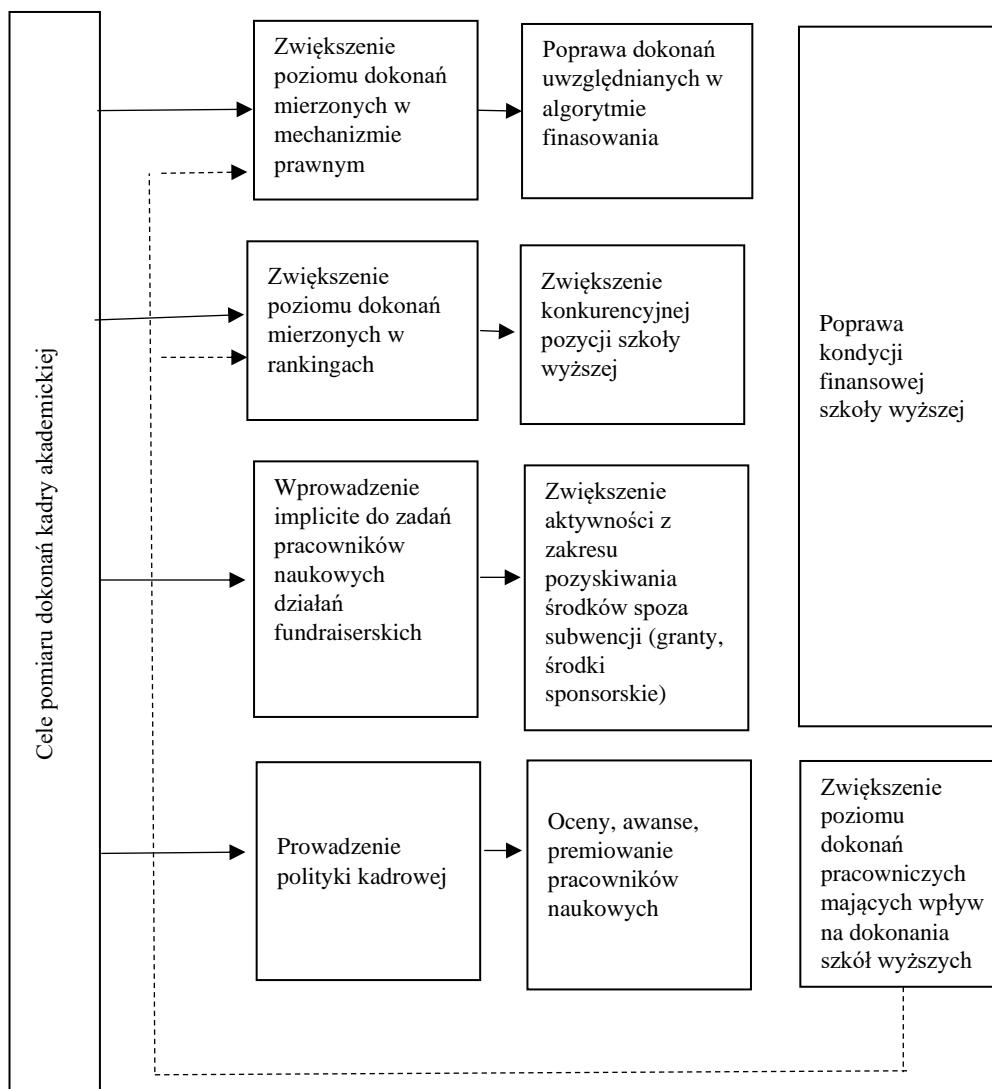 Cele pomiaru dokonań kadry akademickiej
Zwiększenie
poziomu dokonań
mierzonych w
mechanizmie
prawnym
Poprawa dokonań
uwzględnianych w
algorytmie
finasowania
Zwiększenie
poziomu dokonań
mierzonych w
rankingach
Zwiększenie
konkurencyjnej
pozycji szkoły
wyższej
Wprowadzenie
implicite do zadań
pracowników
naukowych
działań
fundraiserskich
Zwiększenie
aktywności z
zakresu
pozyskiwania
środków spoza
subwencji (granty,
środki
sponsorskie)
Poprawa
kondycji
finansowej
szkoły wyższej
Prowadzenie
polityki kadrowej
Oceny, awanse,
premiowanie
pracowników
naukowych
Zwiększenie
poziomu
dokonań
pracowniczych
mających wpływ
na dokonania
szkół wyższych